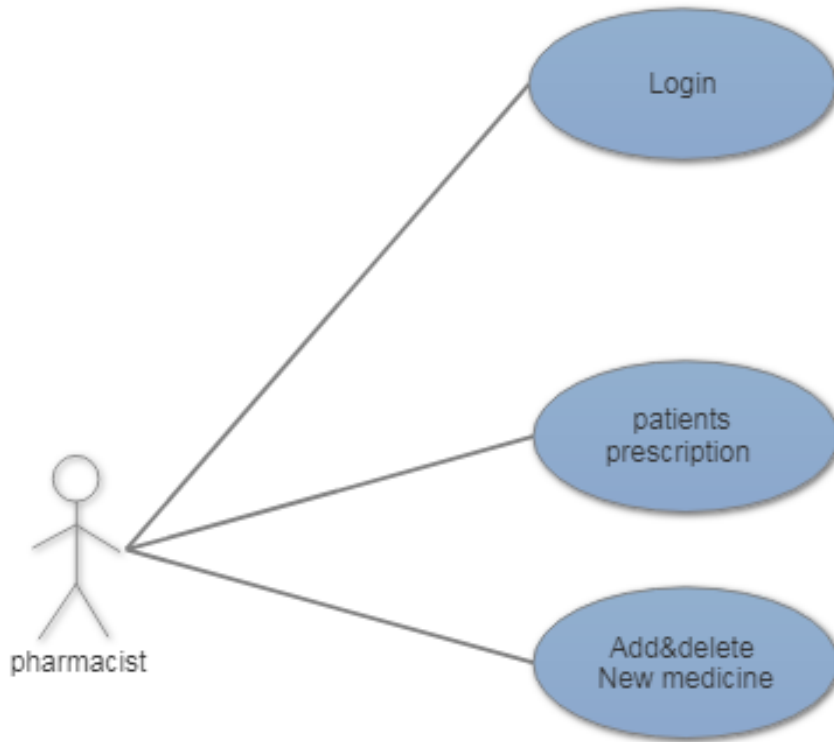 Login
patients
prescription
pharmacist
Add&delete
New medicine